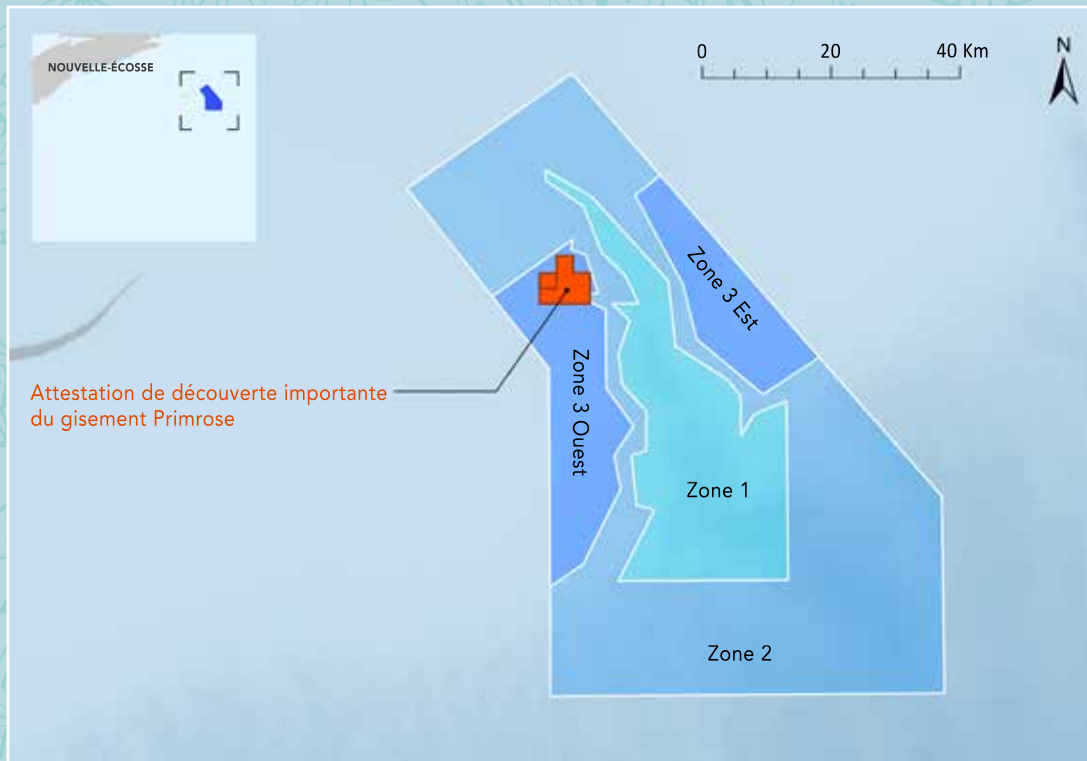 NOUVELLE-ÉCOSSE
0 20 40 Km
N
Zone 3 Est
Attestation de découverte importante
du gisement Primrose
Zone 3 Ouest
Zone 1
Zone 2